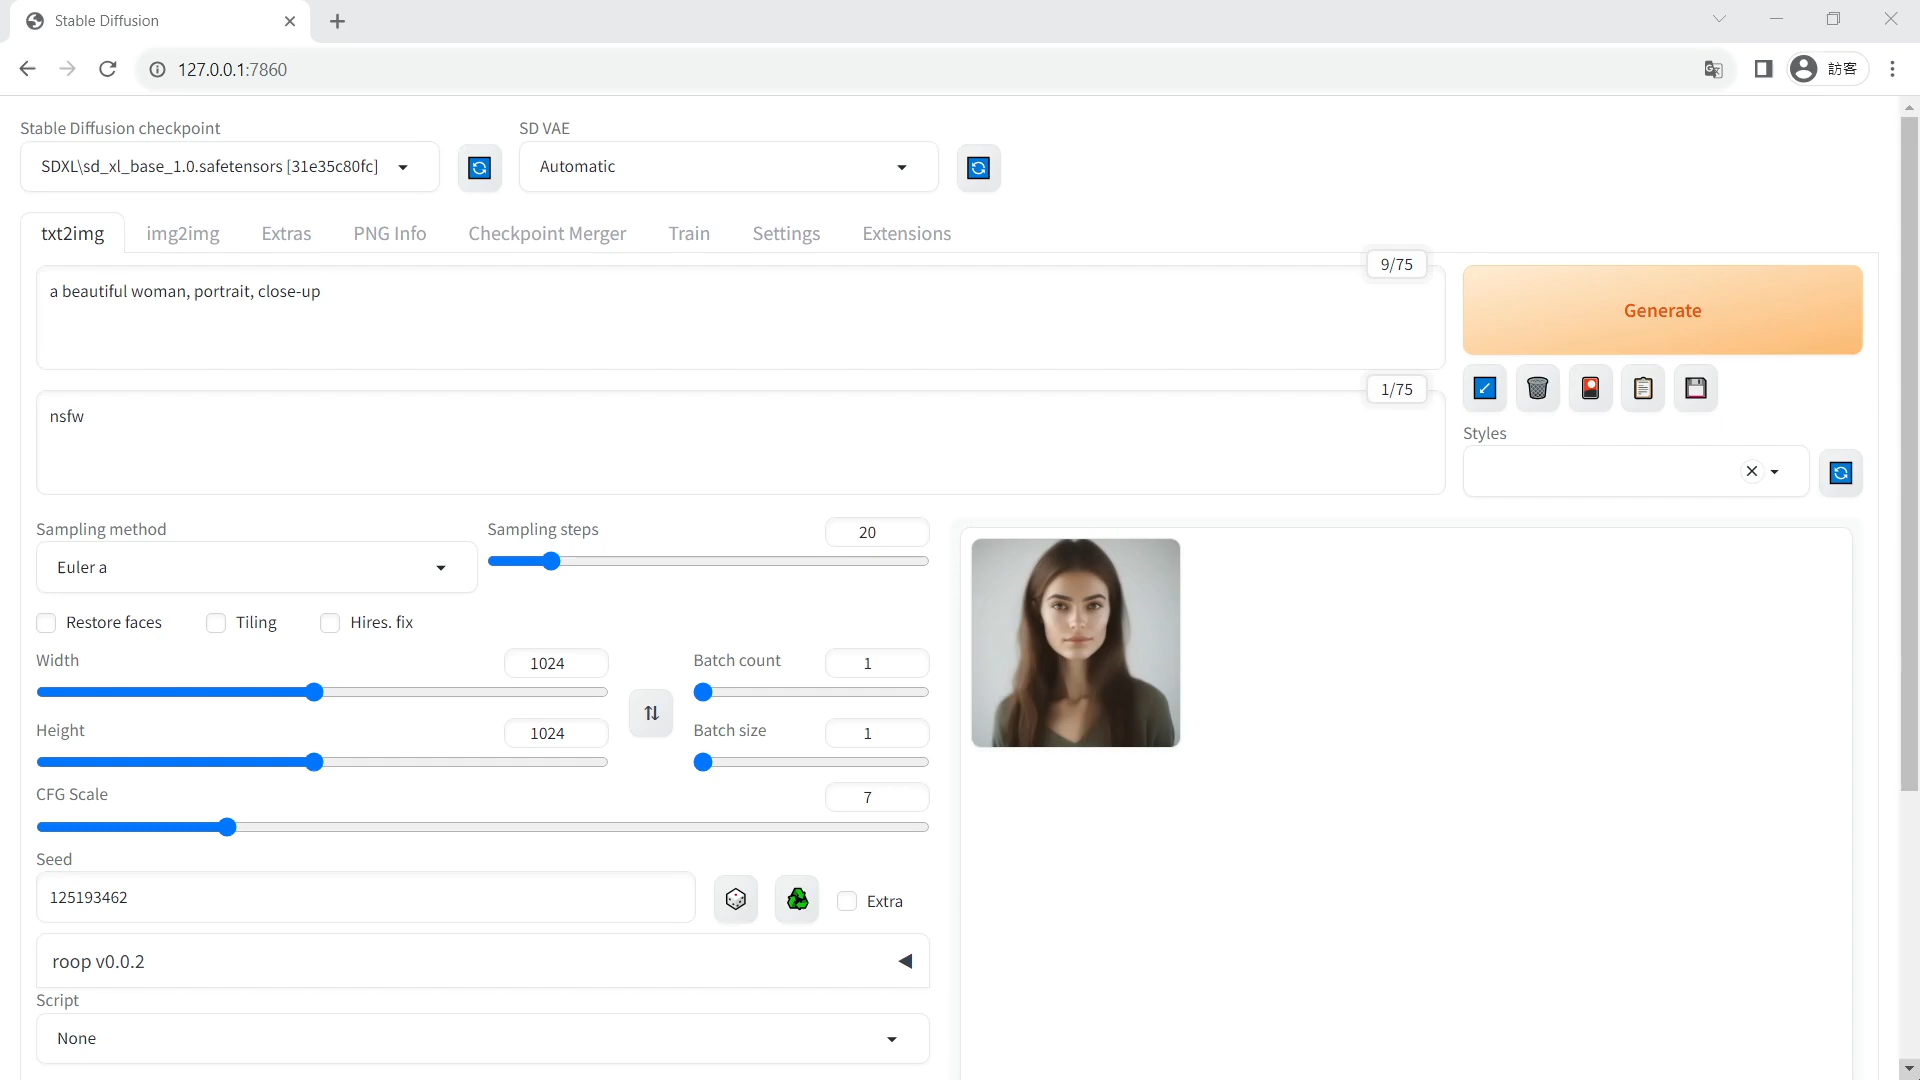 Stable Diffusion
127.0.0.1:7860
訪客
Stable Diffusion checkpoint
SD VAE
SDXL\sd_xl_base_1.0.safetensors [31e35c80fc]
Automatic
txt2img
img2img
Extras
PNG Info
Checkpoint Merger
Train
Settings
Extensions
9/75
a beautiful woman, portrait, close-up
Generate
1/75
nsfw
Styles
Sampling method
Sampling steps
20
Euler a
Restore faces
Tiling
Hires. fix
Width
1024
Batch count
1
Height
1024
Batch size
1
CFG Scale
7
Seed
125193462
Extra
roop v0.0.2
Script
None